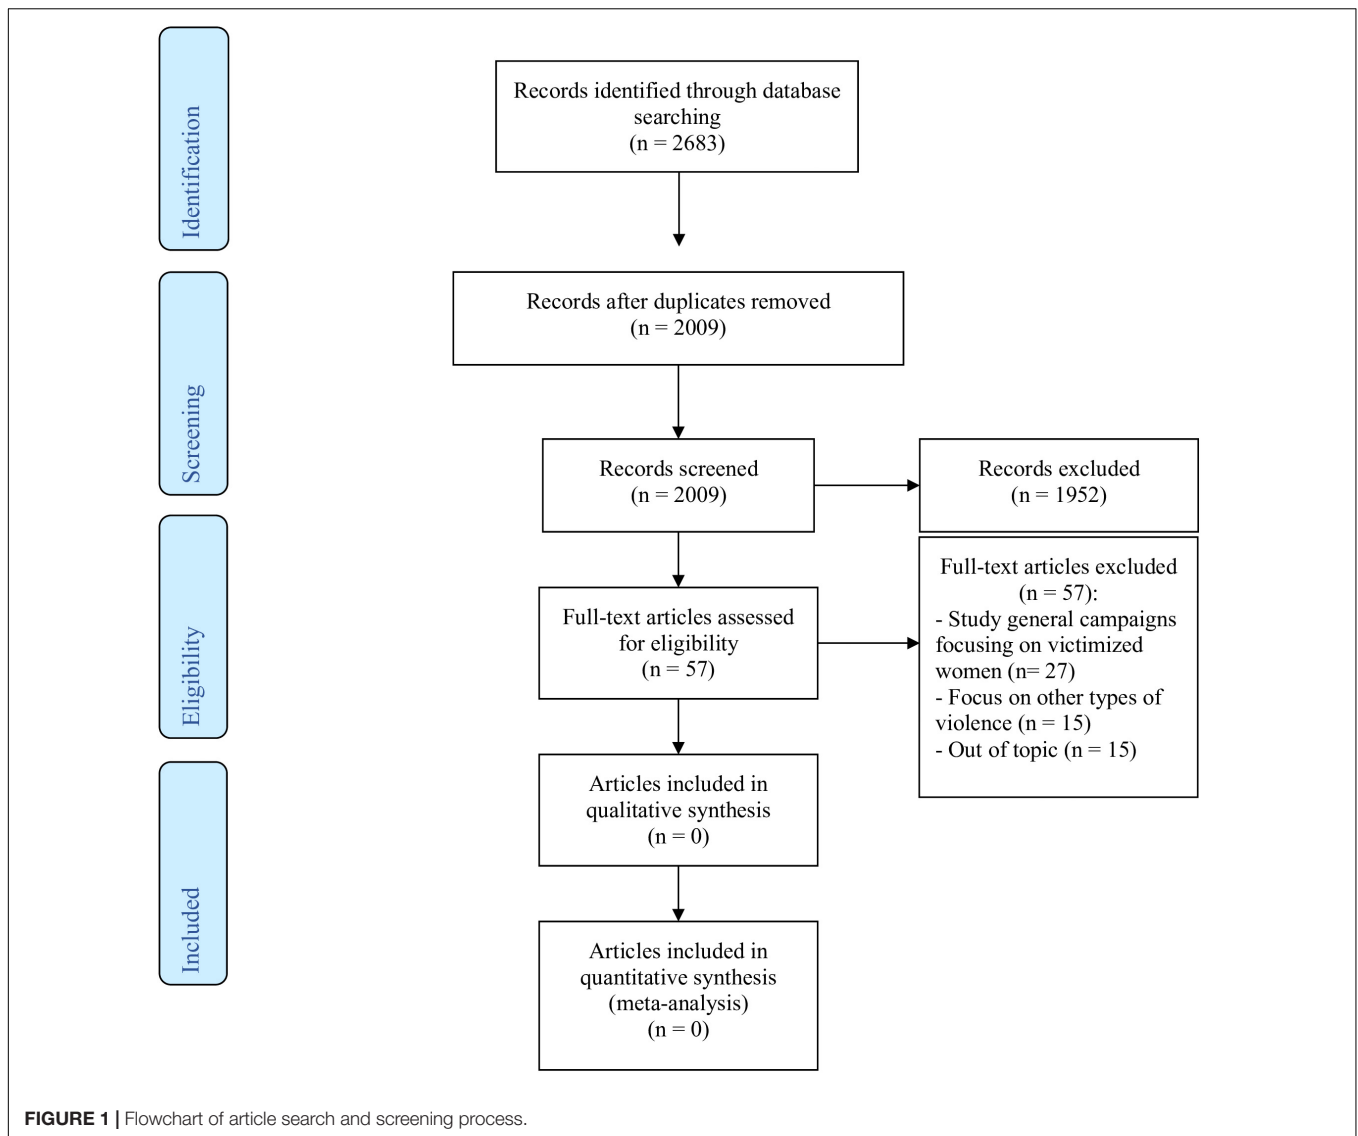 Identification
Records identified through database
searching
(n = 2683)
Records after duplicates removed
(n = 2009)
Screening
Records screened
(n = 2009)
Records excluded
(n = 1952)
Eligibility
Full-text articles assessed
for eligibility
(n = 57)
Full-text articles excluded
(n = 57):
- Study general campaigns
focusing on victimized
women (n= 27)
- Focus on other types of
violence (n = 15)
- Out of topic (n = 15)
Included
Articles included in
qualitative synthesis
(n = 0)
Articles included in
quantitative synthesis
(meta-analysis)
(n = 0)
FIGURE 1 | Flowchart of article search and screening process.